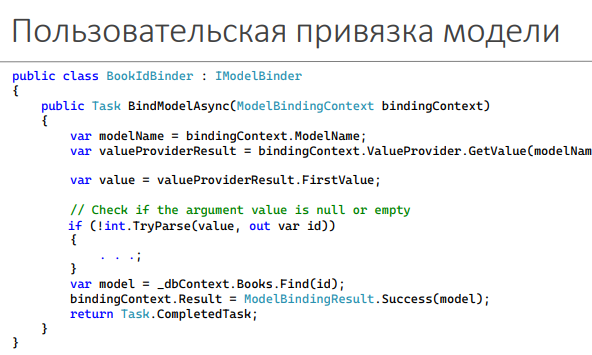 Пользовательская привязка модели
public class BookIdBinder : IModelBinder
{
    public Task BindModelAsync(ModelBindingContext bindingContext)
    {
        var modelName = bindingContext.ModelName;
        var valueProviderResult = bindingContext.ValueProvider.GetValue(modelNam
        var value = valueProviderResult.FirstValue;
        // Check if the argument value is null or empty
        if (!int.TryParse(value, out var id))
        {
            . . .;
        }
        var model = _dbContext.Books.Find(id);
        bindingContext.Result = ModelBindingResult.Success(model);
        return Task.CompletedTask;
    }
}